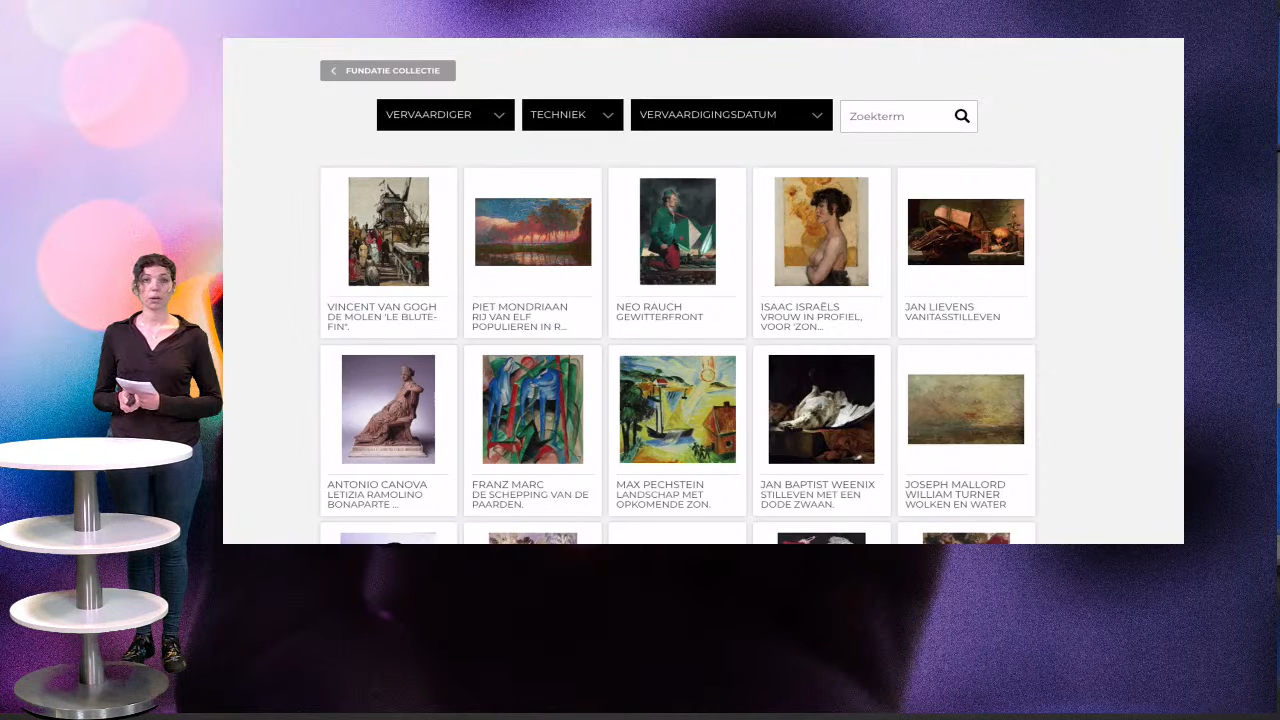 FUNDATIE COLLECTIE
VERVAARDIGER
TECHNIEK
VERVAARDIGINGSDATUM
Zoekterm
VINCENT VAN GOGH
DE MOLEN 'LE BLUTE-
FIN".
PIET MONDRIAAN
RIJ VAN ELF
POPULIEREN IN R...
NEO RAUCH
GEWITTERFRONT
ISAAC ISRAËLS
VROUW IN PROFIEL,
VOOR 'ZON...
JAN LIEVENS
VANITASSTILLEVEN
ANTONIO CANOVA
LETIZIA RAMOLINO
BONAPARTE ...
FRANZ MARC
DE SCHEPPING VAN DE
PAARDEN.
MAX PECHSTEIN
LANDSCHAP MET
OPKOMENDE ZON.
JAN BAPTIST WEENIX
STILLEVEN MET EEN
DODE ZWAAN.
JOSEPH MALLORD
WILLIAM TURNER
WOLKEN EN WATER